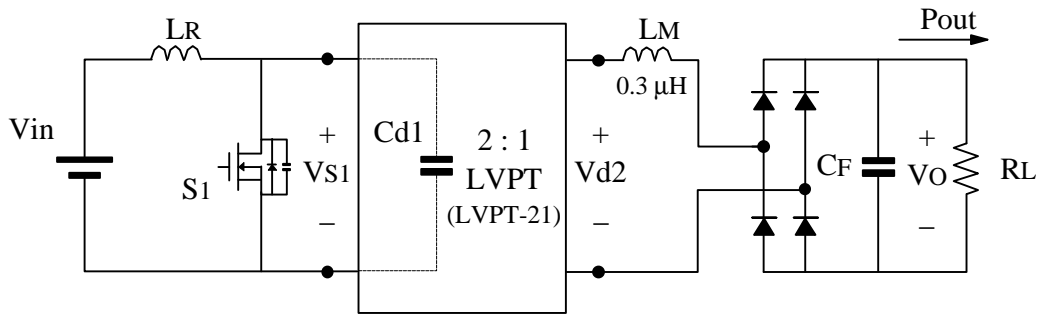 Pout
LR
LM
0.3 µH
Vin
S1
+
VS1
–
Cd1
2 : 1
LVPT
(LVPT-21)
+
Vd2
–
CF
+
VO
–
RL